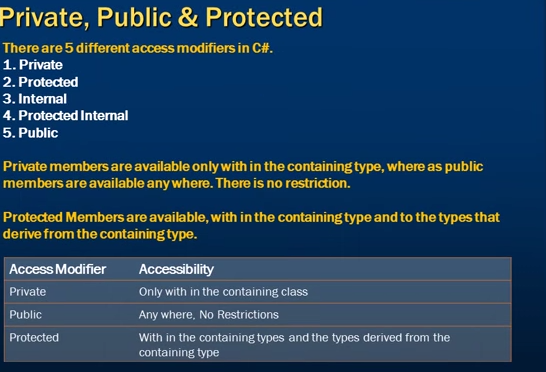 Private, Public & Protected
There are 5 different access modifiers in C#.
1. Private
2. Protected
3. Internal
4. Protected Internal
5. Public
Private members are available only with in the containing type, where as public
members are available any where. There is no restriction.
Protected Members are available, with in the containing type and to the types that
derive from the containing type.
Access Modifier Accessibility
Private Only with in the containing class
Public Any where, No Restrictions
Protected With in the containing types and the types derived from the
containing type